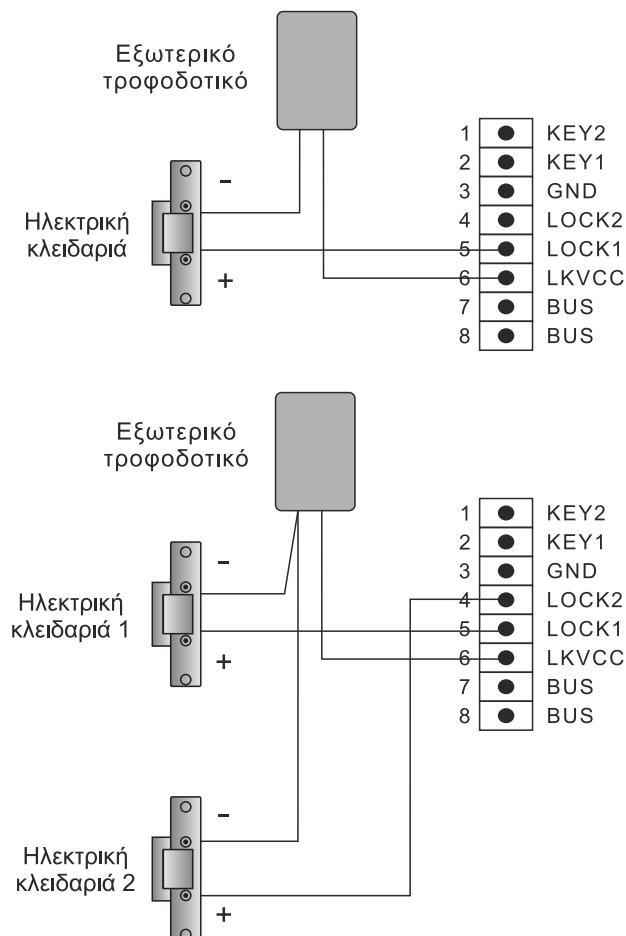 Εξωτερικό
τροφοδοτικό
1 KEY2
2 KEY1
3 GND
4 LOCK2
5 LOCK1
6 LKVCC
7 BUS
8 BUS
-
Ηλεκτρική
κλειδαριά
+
Εξωτερικό
τροφοδοτικό
1 KEY2
2 KEY1
3 GND
4 LOCK2
5 LOCK1
6 LKVCC
7 BUS
8 BUS
-
Ηλεκτρική
κλειδαριά 1
+
-
Ηλεκτρική
κλειδαριά 2
+